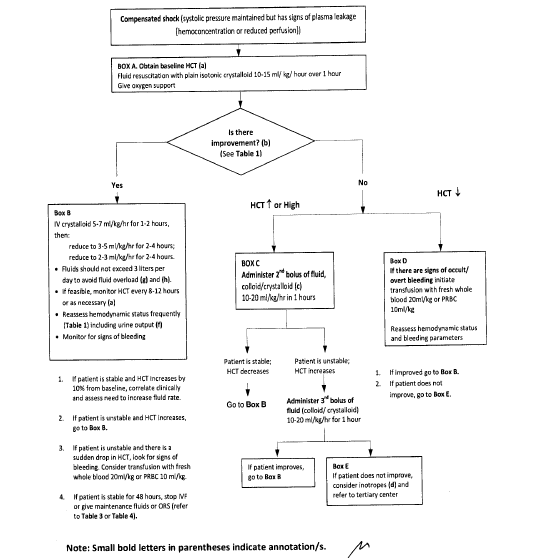 Compensated shock (systolic pressure maintained but has signs of plasma leakage
[hemoconcentration or reduced perfusion])
BOX A. Obtain baseline HCT (a)
Fluid resuscitation with plain isotonic crystalloid 10-15 ml/ kg/ hour over 1 hour
Give oxygen support
Is there
improvement? (b)
(See Table 1)
Yes
No
HCT ↑ or High
HCT ↓
Box B
IV crystalloid 5-7 ml/kg/hr for 1-2 hours,
then:
reduce to 3-5 ml/kg/hr for 2-4 hours;
reduce to 2-3 ml/kg/hr for 2-4 hours.
• Fluids should not exceed 3 liters per
day to avoid fluid overload (g) and (h).
• If feasible, monitor HCT every 8-12 hours
or as necessary (a)
• Reassess hemodynamic status frequently
(Table 1) including urine output (f)
• Monitor for signs of bleeding
BOX C
Administer 2nd bolus of fluid,
colloid/crystalloid (c)
10-20 ml/kg/hr in 1 hours
Box D
If there are signs of occult/
overt bleeding initiate
transfusion with fresh whole
blood 20ml/kg or PRBC
10ml/kg
Reassess hemodynamic status
and bleeding parameters
Patient is stable;
HCT decreases
Patient is unstable;
HCT increases
1. If improved go to Box B.
2. If patient does not
improve, go to Box E.
Go to Box B
Administer 3rd bolus of
fluid (colloid/ crystalloid)
10-20 ml/kg/hr for 1 hour
1. If patient is stable and HCT increases by
10% from baseline, correlate clinically
and assess need to increase fluid rate.
2. If patient is unstable and HCT increases,
go to Box B.
3. If patient is unstable and there is a
sudden drop in HCT, look for signs of
bleeding. Consider transfusion with fresh
whole blood 20ml/kg or PRBC 10 ml/kg.
4. If patient is stable for 48 hours, stop IVF
or give maintenance fluids or ORS (refer
to Table 3 or Table 4).
If patient improves,
go to Box B
Box E
If patient does not improve,
consider inotropes (d) and
refer to tertiary center
Note: Small bold letters in parentheses indicate annotation/s.